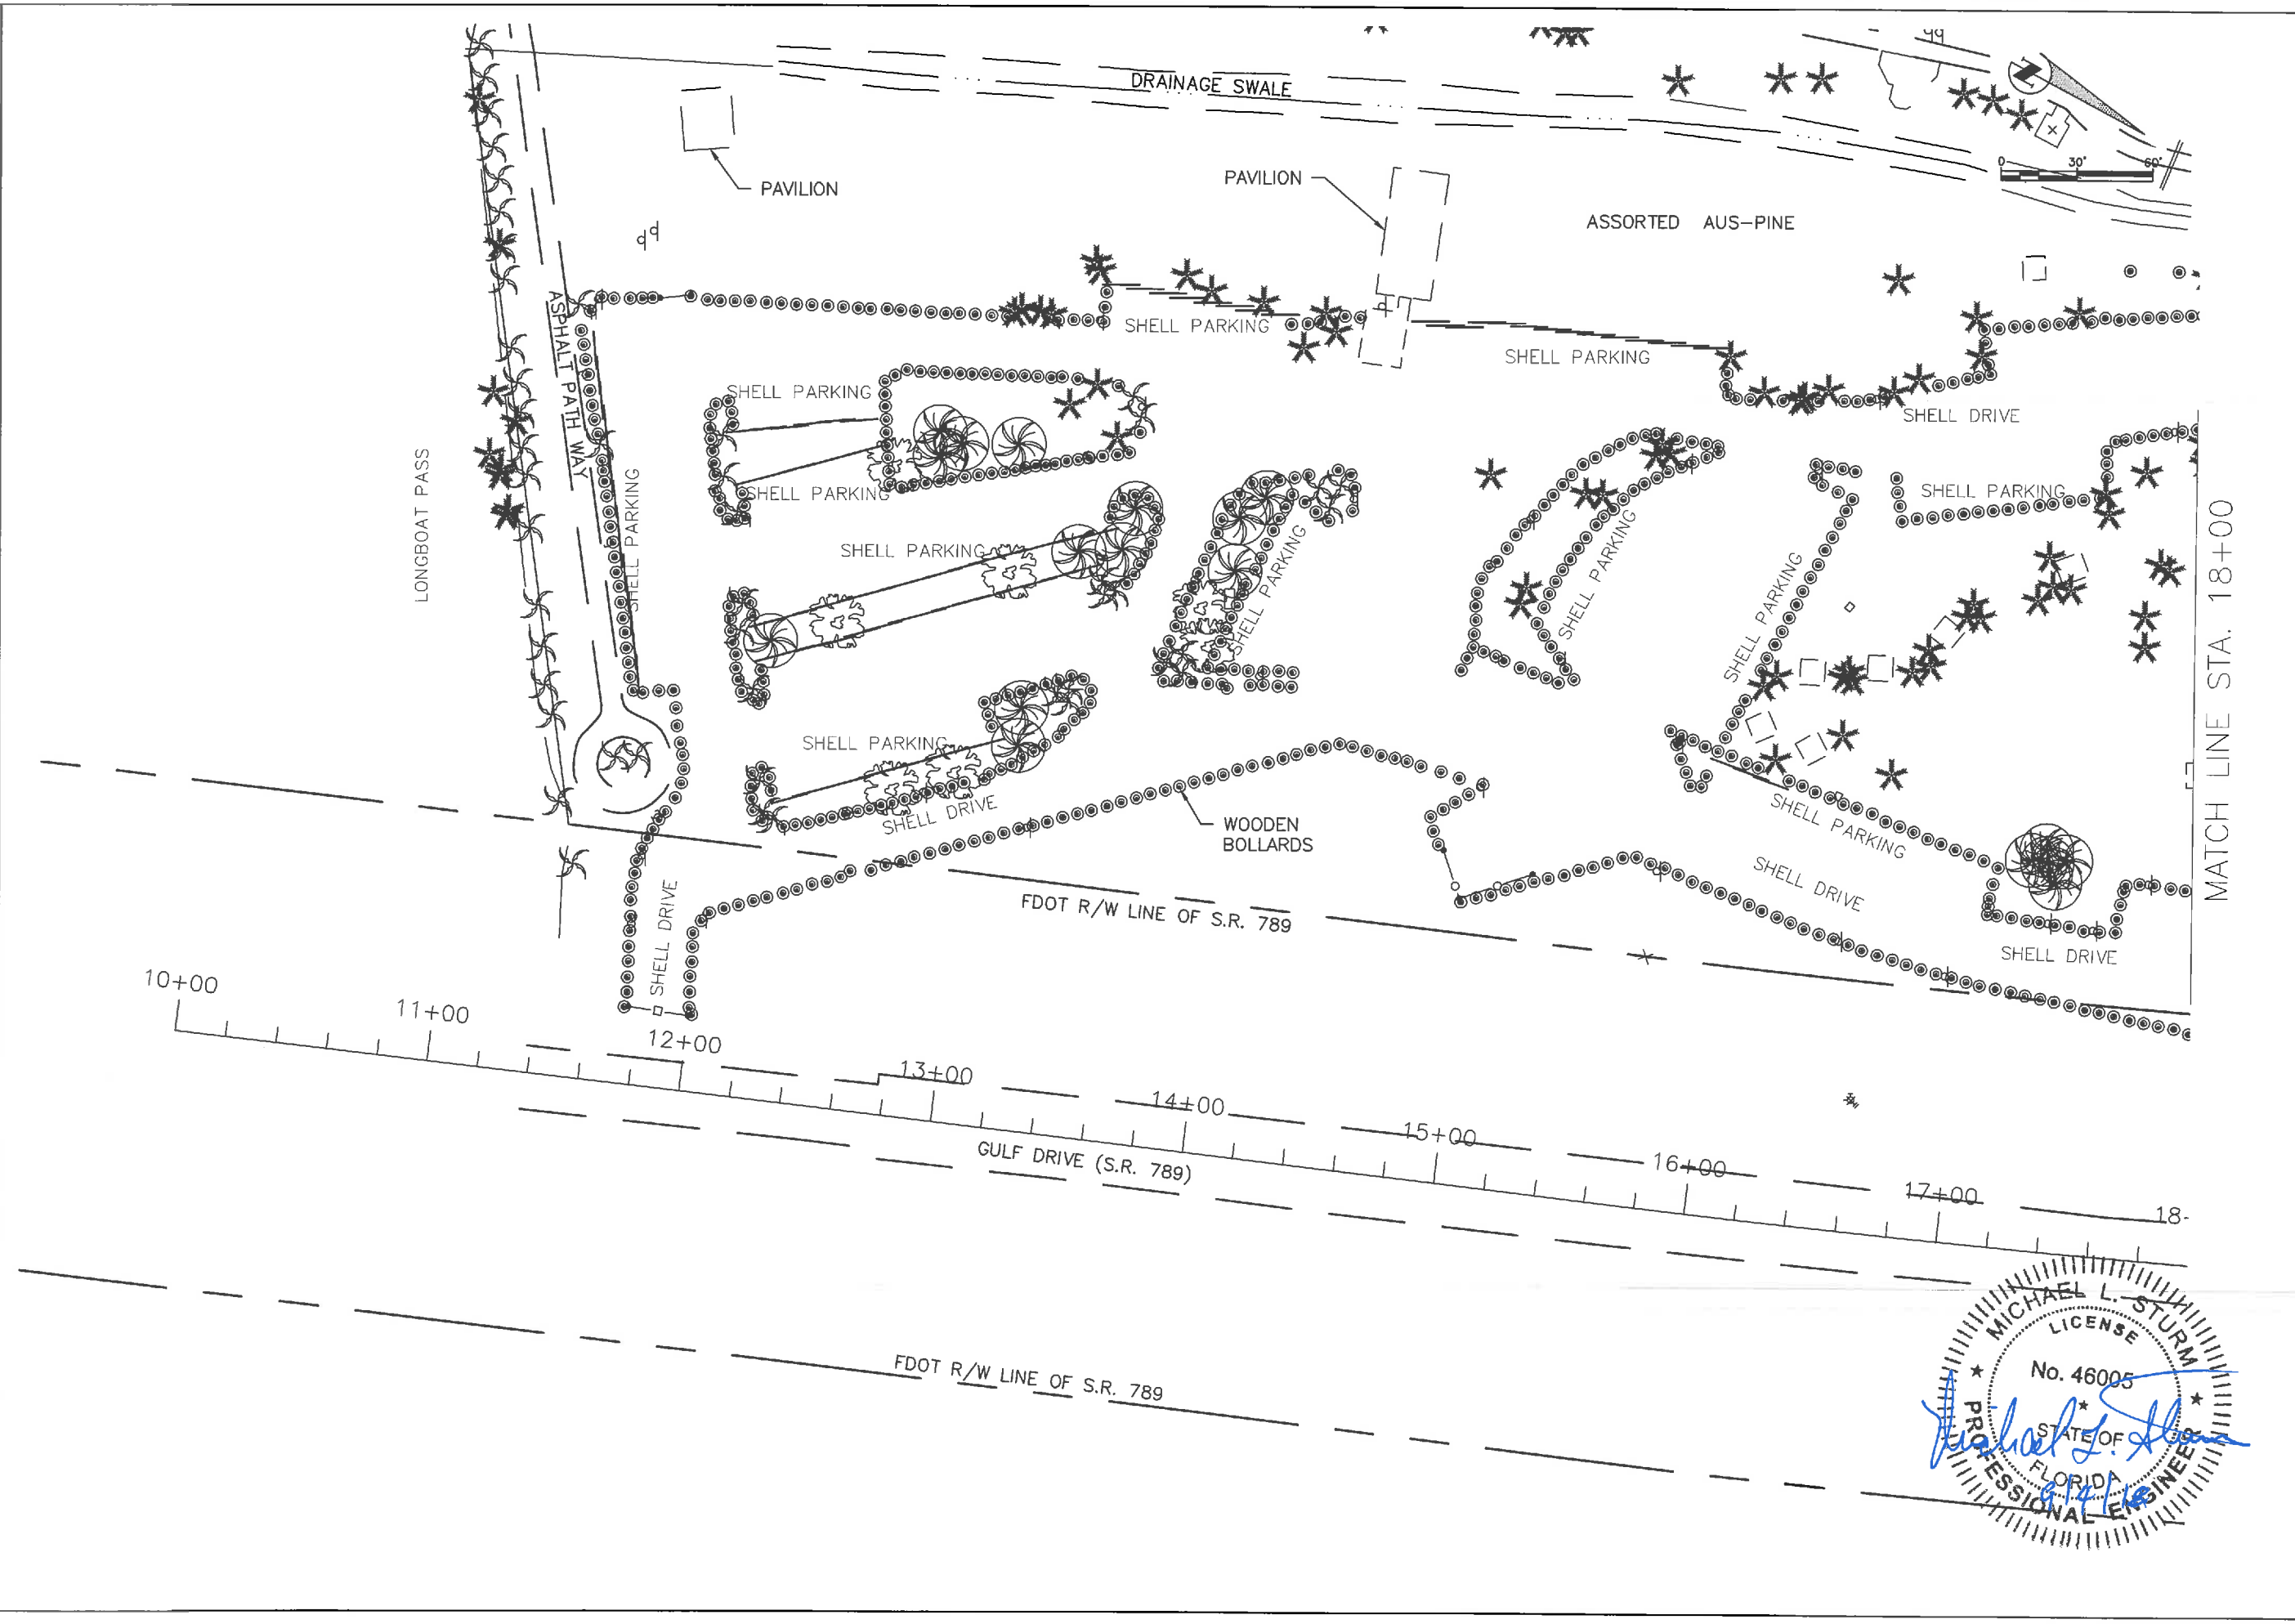 DRAINAGE SWALE
N
0 30' 60'
PAVILION
PAVILION
ASSORTED AUS-PINE
ASPHALT PATH WAY
SHELL PARKING
SHELL PARKING
SHELL PARKING
SHELL DRIVE
SHELL PARKING
LONGBOAT PASS
SHELL PARKING
SHELL PARKING
SHELL PARKING
SHELL PARKING
SHELL PARKING
SHELL PARKING
SHELL PARKING
MATCH LINE STA. 18+00
SHELL PARKING
SHELL DRIVE
WOODEN
BOLLARDS
SHELL PARKING
SHELL DRIVE
SHELL DRIVE
SHELL DRIVE
FDOT R/W LINE OF S.R. 789
10+00
11+00
12+00
13+00
14+00
15+00
16+00
17+00
18-
GULF DRIVE (S.R. 789)
FDOT R/W LINE OF S.R. 789
MICHAEL L. STURM
LICENSE
No. 46005
STATE OF
FLORIDA
PROFESSIONAL ENGINEER
Michael L. Sturm